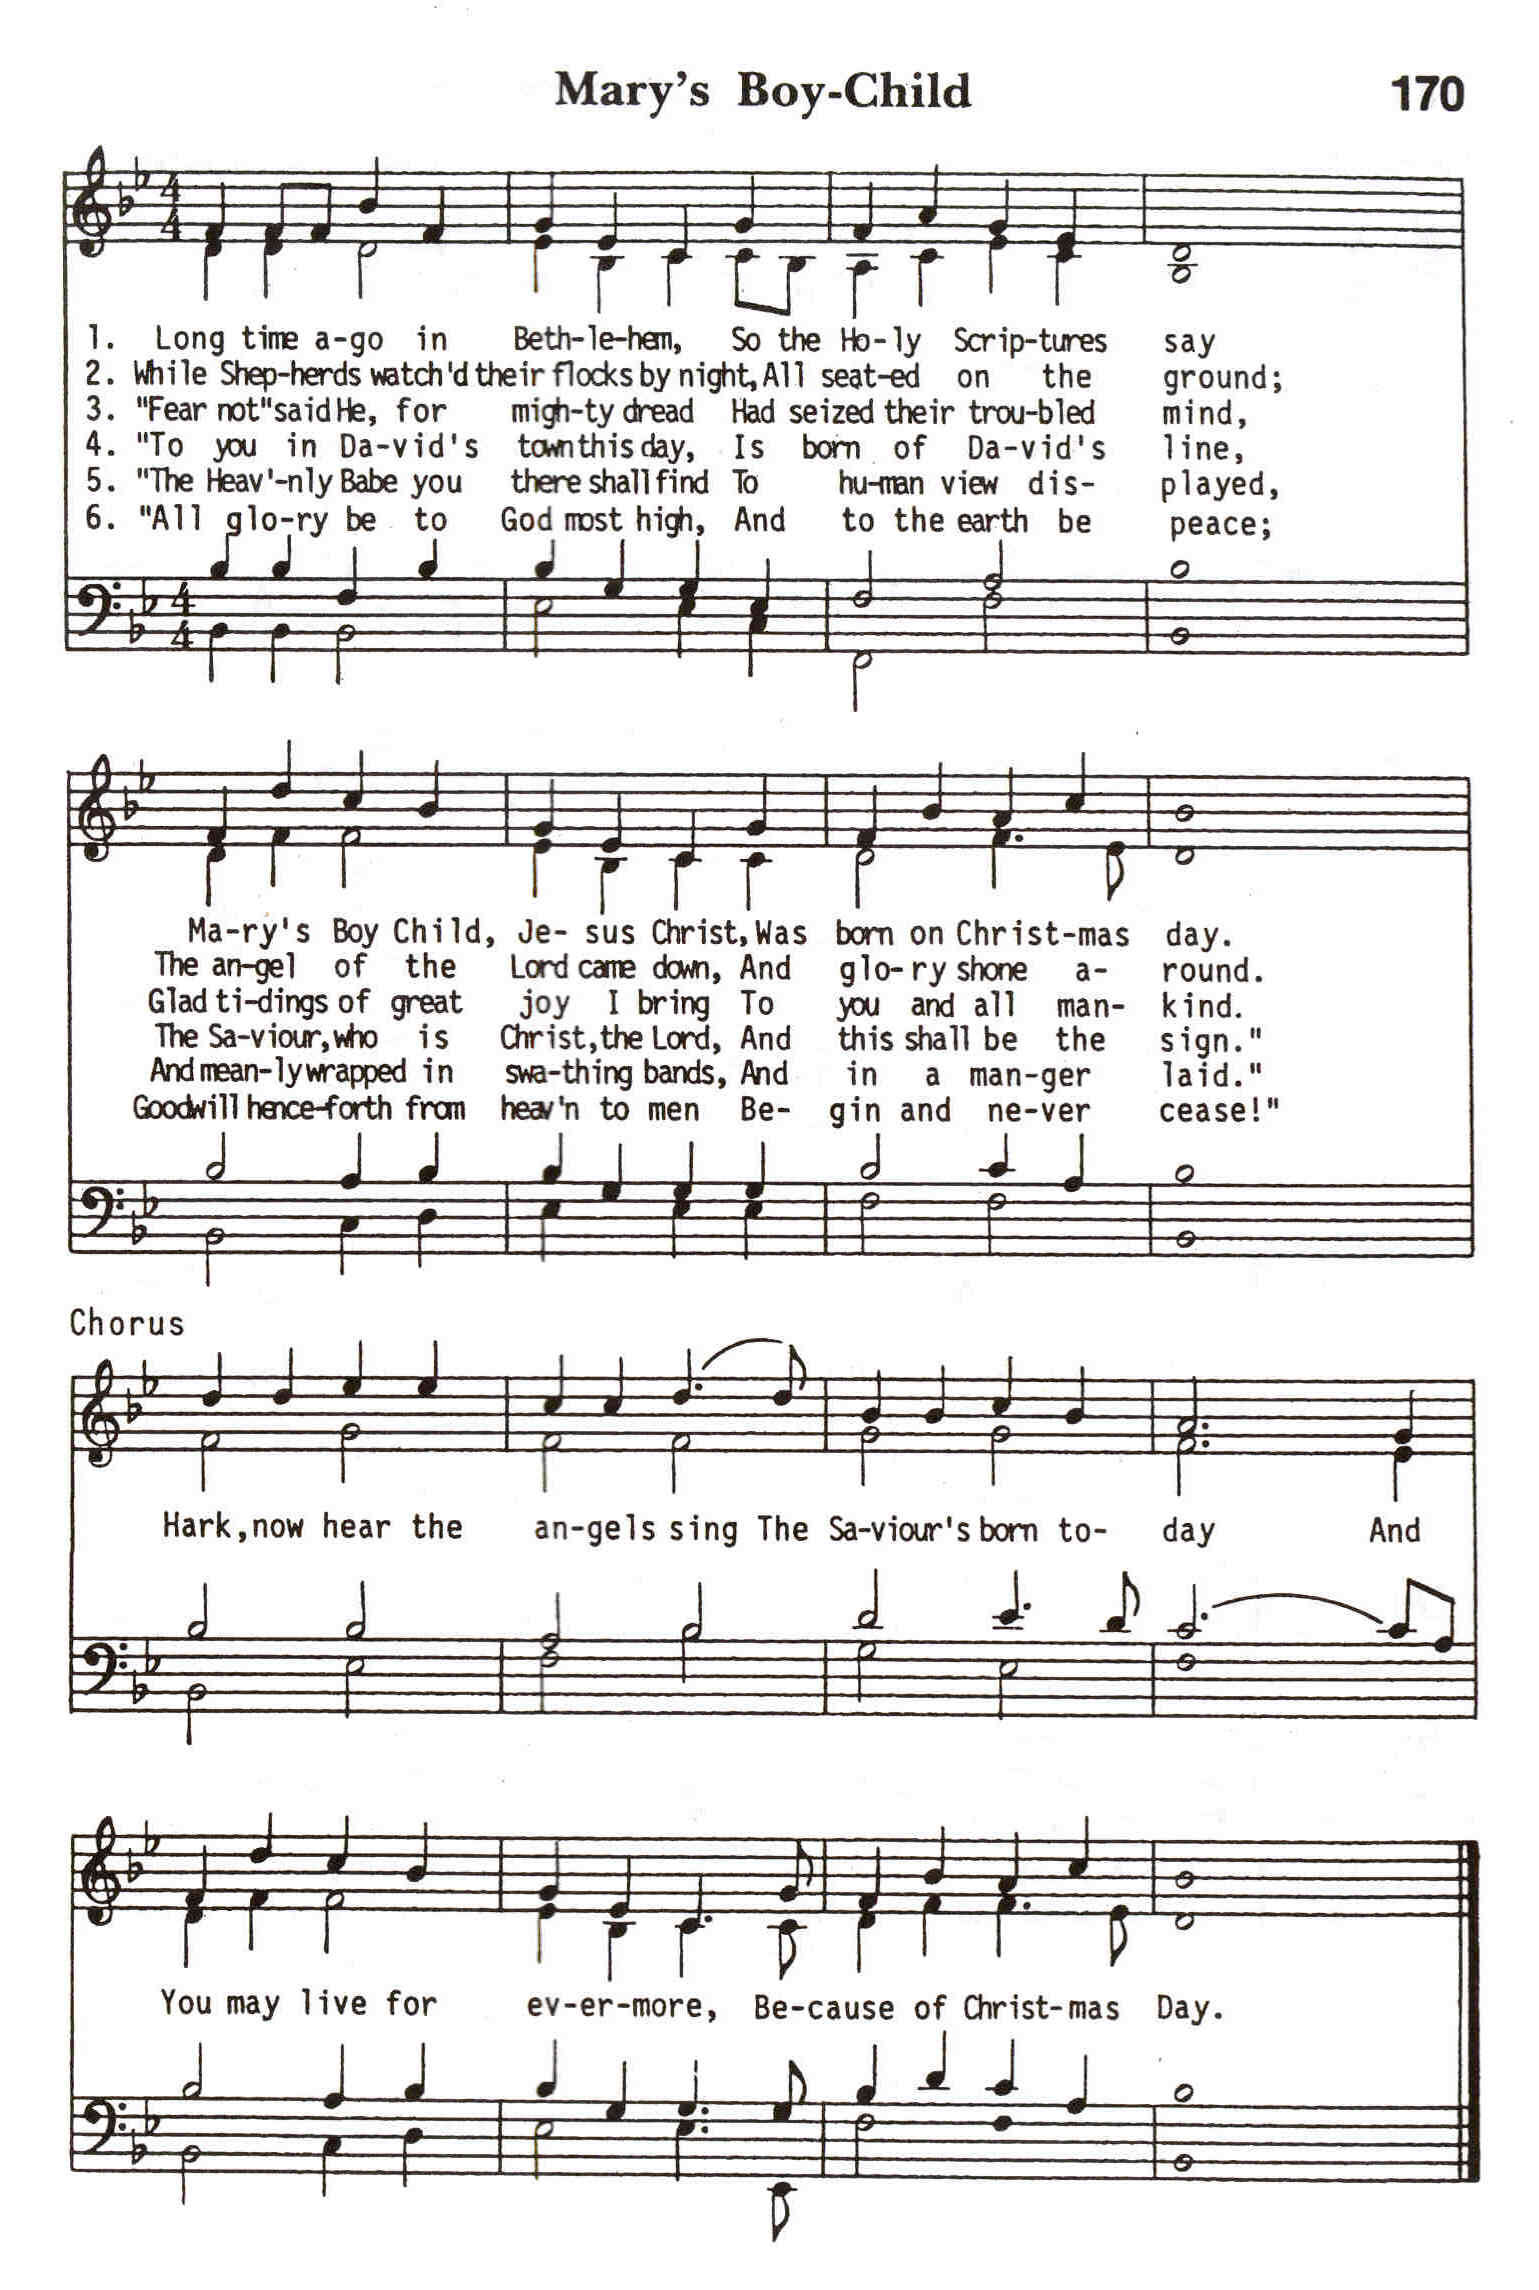 Mary's Boy-Child 170
1. Long time a-go in Beth-le-hem, So the Ho-ly Scrip-tures say
2. While Shep-herds watch'd their flocks by night, All seat-ed on the ground;
3. "Fear not" said He, for migh-ty dread Had seized their trou-bled mind,
4. "To you in Da-vid's town this day, Is born of Da-vid's line,
5. "The Heav'-nly Babe you there shall find To hu-man view dis-played,
6. "All glo-ry be to God most high, And to the earth be peace;
Ma-ry's Boy Child, Je-sus Christ, Was born on Christ-mas day.
The an-gel of the Lord came down, And glo-ry shone a-round.
Glad ti-dings of great joy I bring To you and all man-kind.
The Sa-viour, who is Christ, the Lord, And this shall be the sign."
And mean-ly wrapped in swa-thing bands, And in a man-ger laid."
Goodwill hence-forth from heav'n to men Be-gin and ne-ver cease!"
Chorus
Hark, now hear the an-gels sing The Sa-viour's born to-day And
You may live for ev-er-more, Be-cause of Christ-mas Day.